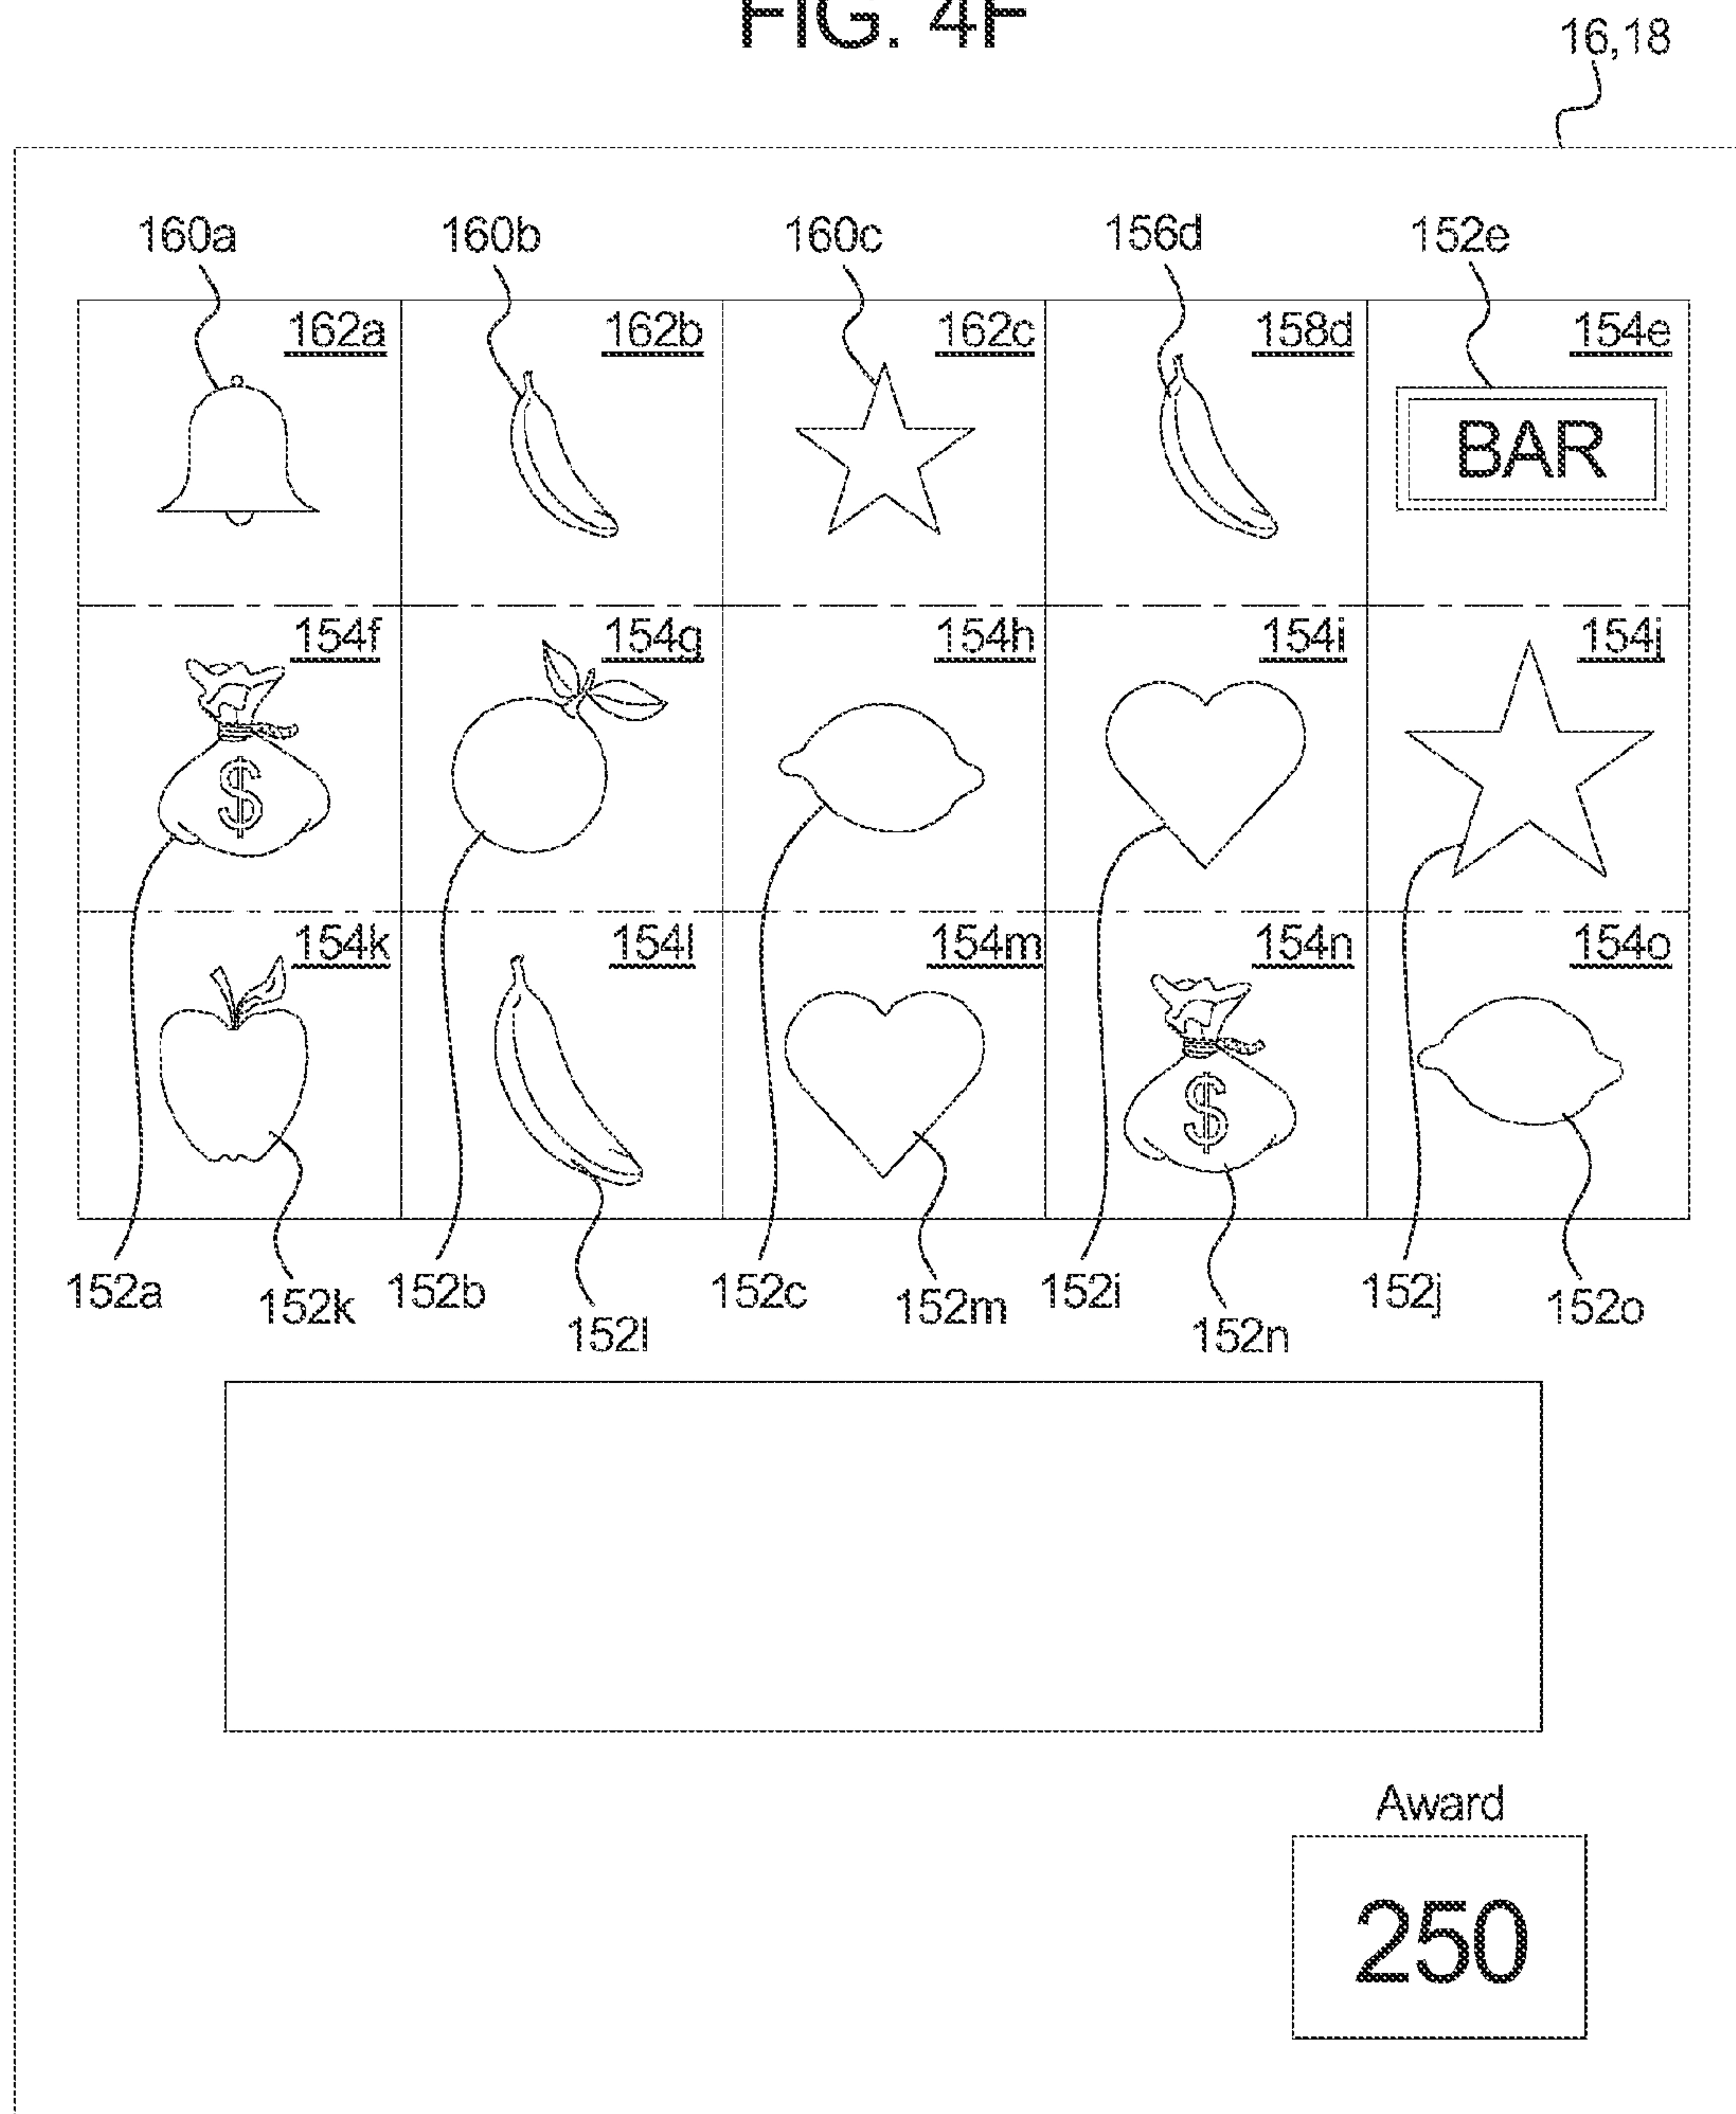 FIG. 4F
16,18
160a 160b 160c 156d 152e
162a 162b 162c 158d 154e
BAR
154f 154g 154h 154i 154j
$
154k 154l 154m 154n 154o
$
152a 152b 152c 152i 152j
152k 152m 152o
152l 152n
Award
250